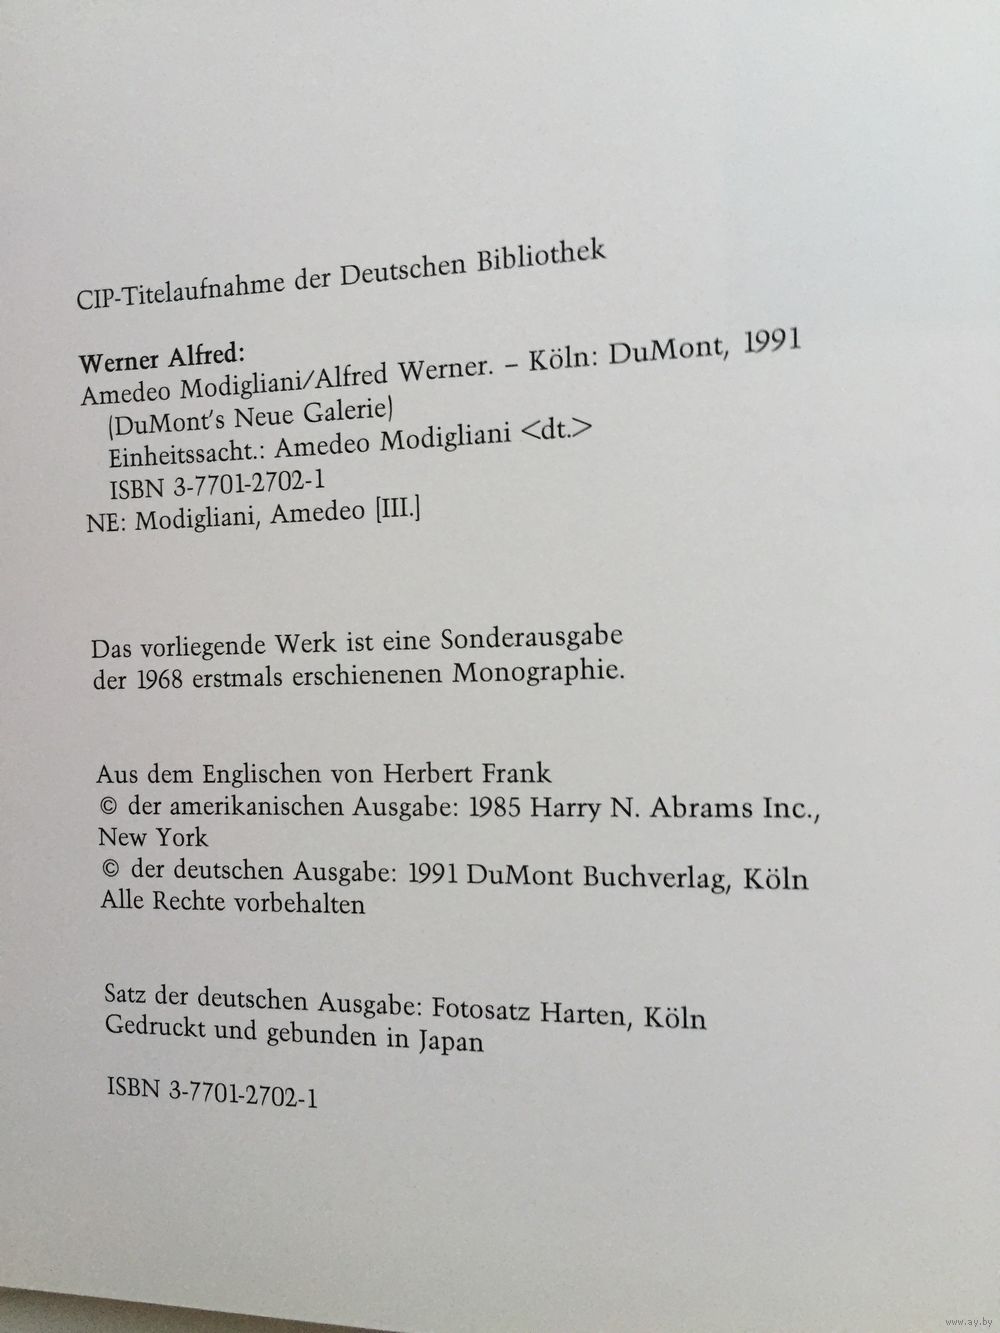 CIP-Titelaufnahme der Deutschen Bibliothek
Werner Alfred:
Amedeo Modigliani/Alfred Werner. – Köln: DuMont, 1991
(DuMont's Neue Galerie)
Einheitssacht.: Amedeo Modigliani <dt.>
ISBN 3-7701-2702-1
NE: Modigliani, Amedeo [III.]
Das vorliegende Werk ist eine Sonderausgabe
der 1968 erstmals erschienenen Monographie.
Aus dem Englischen von Herbert Frank
© der amerikanischen Ausgabe: 1985 Harry N. Abrams Inc.,
New York
© der deutschen Ausgabe: 1991 DuMont Buchverlag, Köln
Alle Rechte vorbehalten
Satz der deutschen Ausgabe: Fotosatz Harten, Köln
Gedruckt und gebunden in Japan
ISBN 3-7701-2702-1
www.ay.by